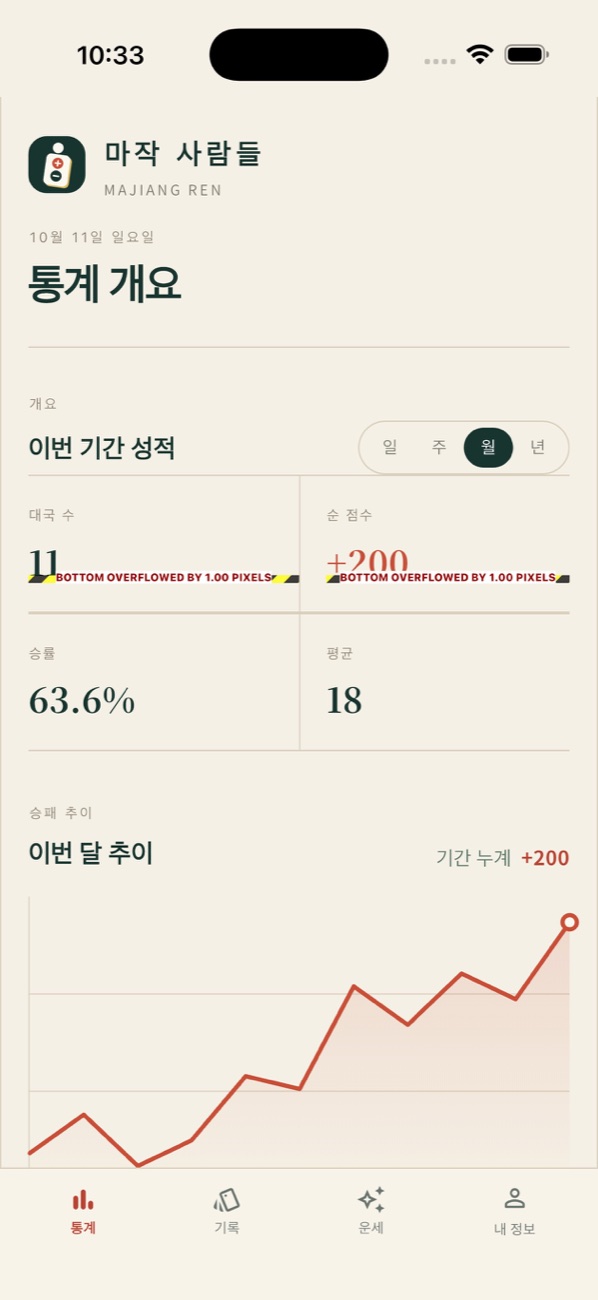 10:33
마작 사람들
MAJIANG REN
10월 11일 일요일
통계 개요
개요
이번 기간 성적
일 주 월 년
대국 수
순 점수
11
+200
BOTTOM OVERFLOWED BY 1.00 PIXELS
BOTTOM OVERFLOWED BY 1.00 PIXELS
승률
평균
63.6%
18
승패 추이
이번 달 추이
기간 누계 +200
통계
기록
운세
내 정보